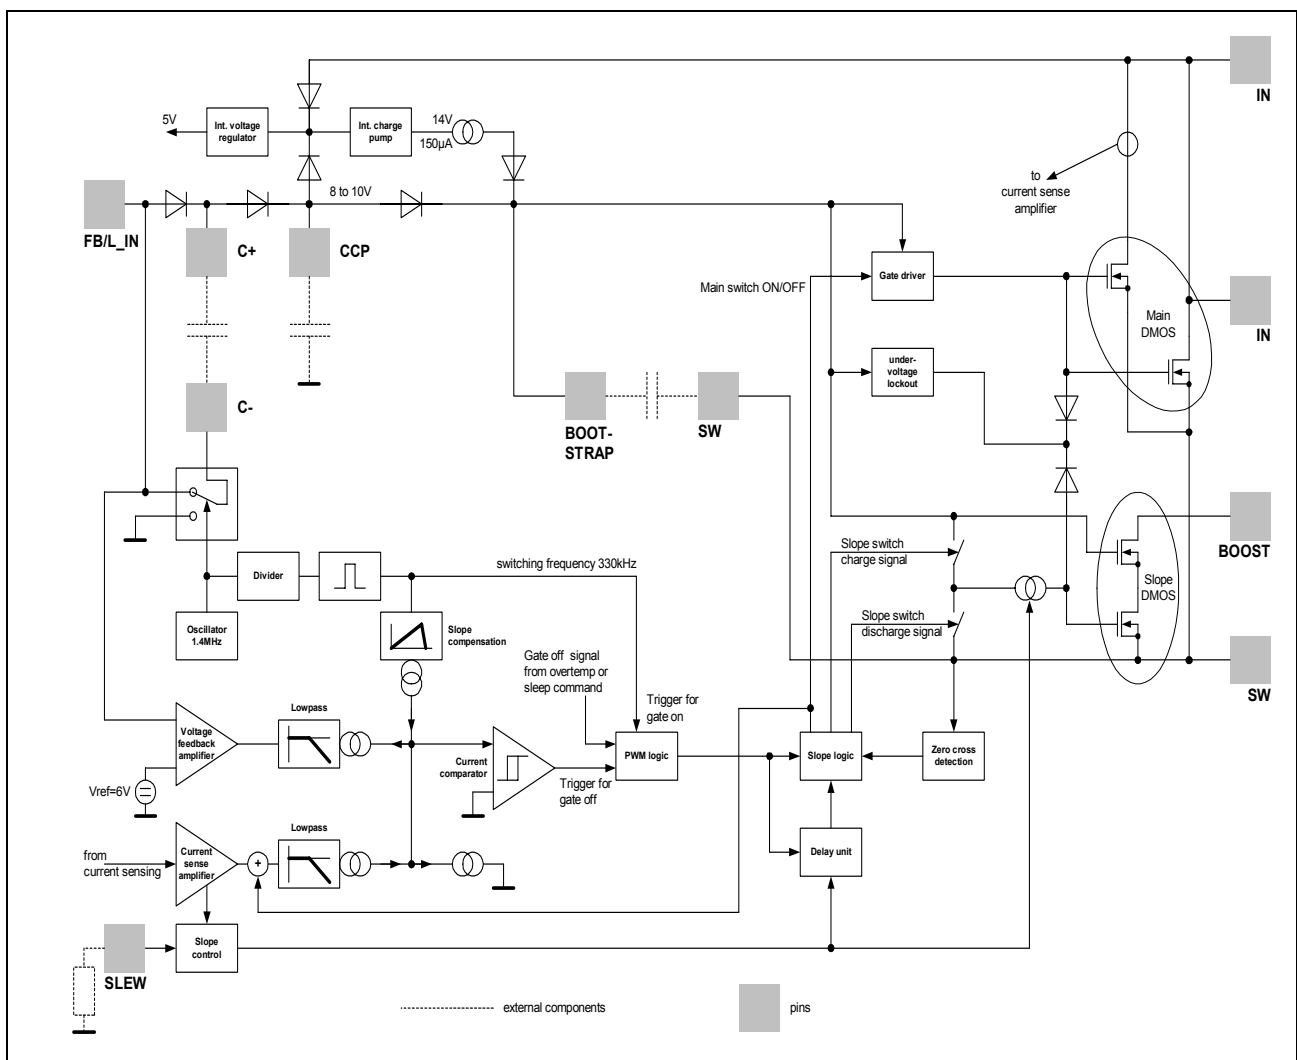 IN
5V
Int. voltage
regulator
Int. charge
pump
14V
150µA
to
current sense
amplifier
8 to 10V
FB/L_IN
C+
CCP
Main switch ON/OFF
Gate driver
Main
DMOS
IN
under-
voltage
lockout
C-
BOOT-
STRAP
SW
BOOST
Slope switch
charge signal
Slope
DMOS
switching frequency 330kHz
Divider
Oscillator
1.4MHz
Slope
compensation
Slope switch
discharge signal
Gate off signal
from overtemp or
sleep command
Trigger for
gate on
SW
Lowpass
Voltage
feedback
amplifier
Current
comparator
PWM logic
Slope logic
Zero cross
detection
Vref=6V
Trigger for
gate off
Lowpass
from
current sensing
Current
sense
amplifier
+
Delay unit
Slope
control
SLEW
external components
pins